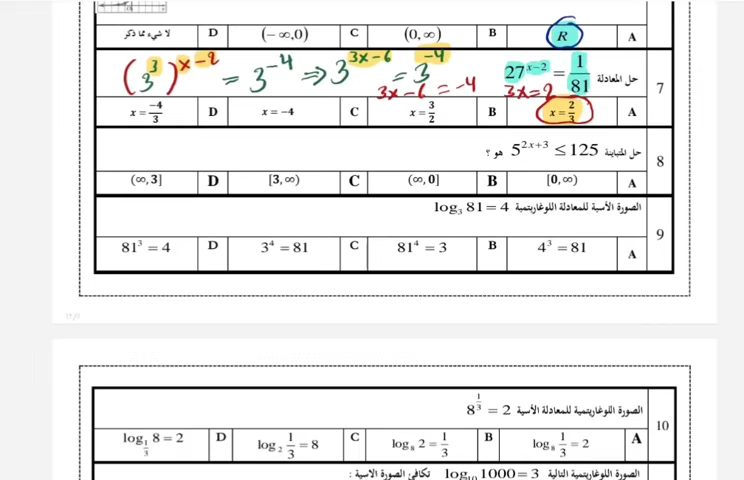 A R B (0, ∞) C (−∞,0) D لا شيء مما ذكر
7 حل المعادلة 27^{x−2} = 1/81
(3^3)^{x−2} = 3^{−4} ⇒ 3^{3x−6} = 3^{−4}
3x−6 = −4 3x=2
A x = 2/3 B x = 3/2 C x = −4 D x = −4/3
8 حل المتباينة 5^{2x+3} ≤ 125 هو ؟
A [0, ∞) B (∞, 0] C [3, ∞) D (∞, 3]
9 الصورة الأسية للمعادلة اللوغاريتمية log₃ 81 = 4
A 4³ = 81 B 81⁴ = 3 C 3⁴ = 81 D 81³ = 4
10 الصورة اللوغاريتمية للمعادلة الأسية 8^{1/3} = 2
A log₈ 1/3 = 2 B log₈ 2 = 1/3 C log₂ 1/3 = 8 D log_{1/3} 8 = 2
الصورة اللوغاريتمية التالية log₁₀ 1000 = 3 تكافئ الصورة الاسية :